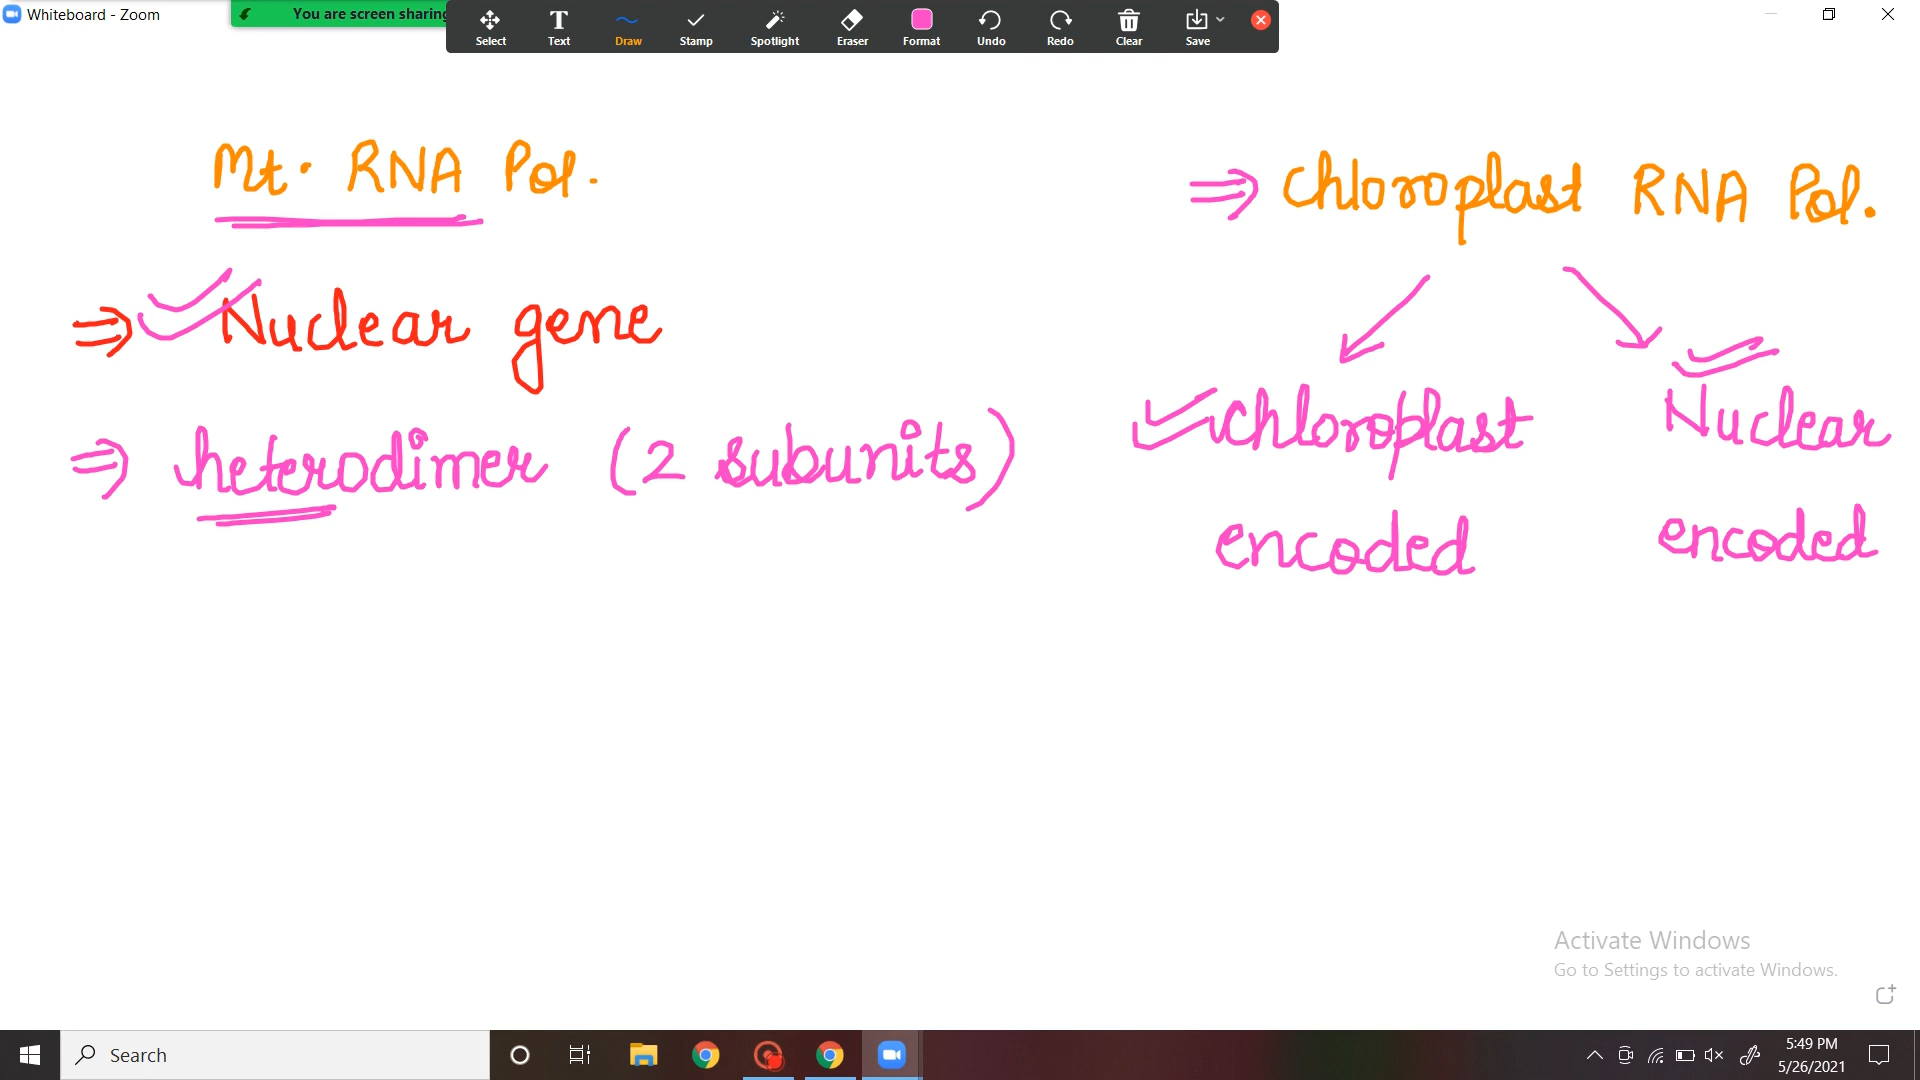 Whiteboard - Zoom
You are screen sharing
Select Text Draw Stamp Spotlight Eraser Format Undo Redo Clear Save
Mt. RNA Pol.
⇒ Nuclear gene
⇒ heterodimer (2 subunits)
⇒ Chloroplast RNA Pol.
Chloroplast encoded
Nuclear encoded
Activate Windows
Go to Settings to activate Windows.
Search
5:49 PM
5/26/2021